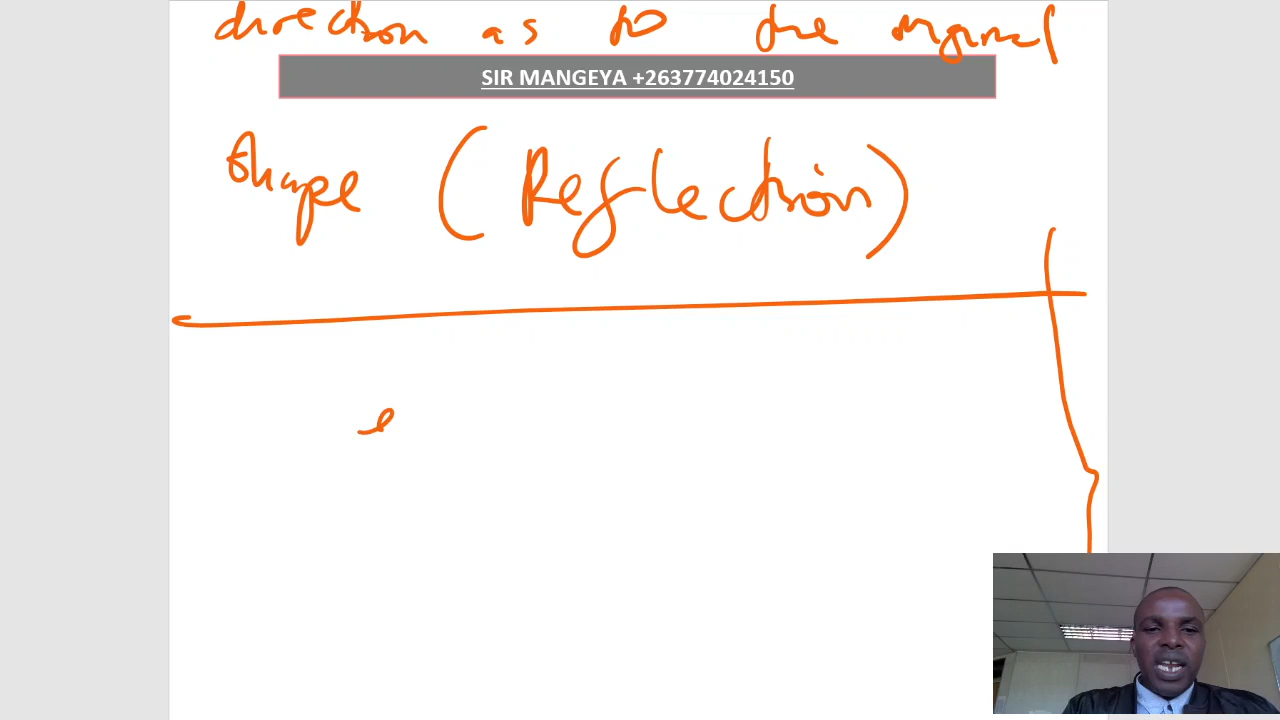 direction as to the original
SIR MANGEYA +263774024150
shape (Reflection)
e